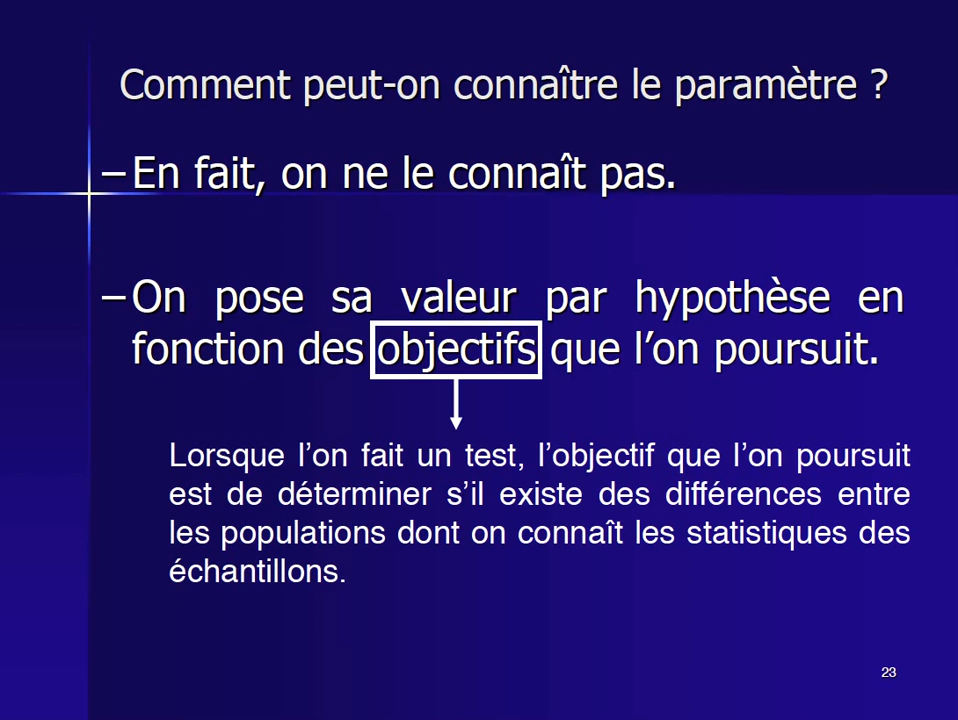 Comment peut-on connaître le paramètre ?
–En fait, on ne le connaît pas.
–On pose sa valeur par hypothèse en
fonction des objectifs que l’on poursuit.
Lorsque l’on fait un test, l’objectif que l’on poursuit
est de déterminer s’il existe des différences entre
les populations dont on connaît les statistiques des
échantillons.
23